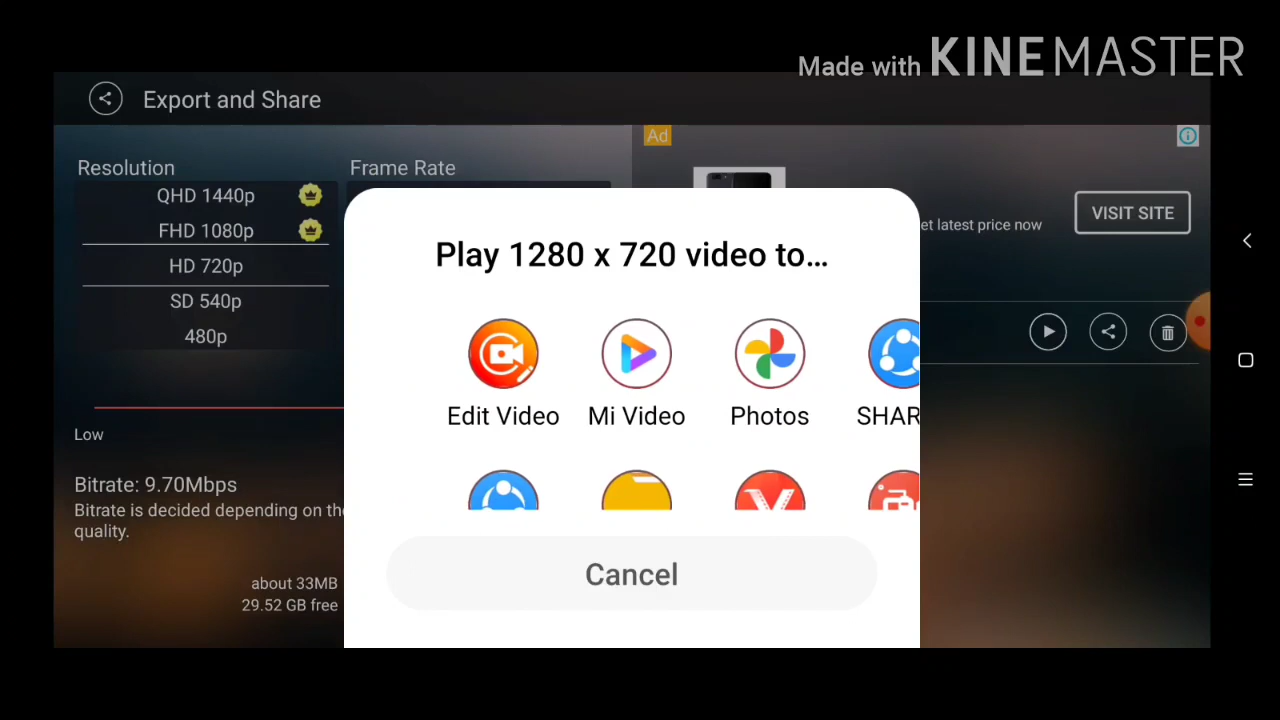 Made with KINEMASTER
Export and Share
Resolution
Frame Rate
QHD 1440p
FHD 1080p
HD 720p
SD 540p
480p
Low
Bitrate: 9.70Mbps
Bitrate is decided depending on the
quality.
about 33MB
29.52 GB free
Ad
et latest price now
VISIT SITE
Play 1280 x 720 video to...
Edit Video
Mi Video
Photos
SHAR
Cancel